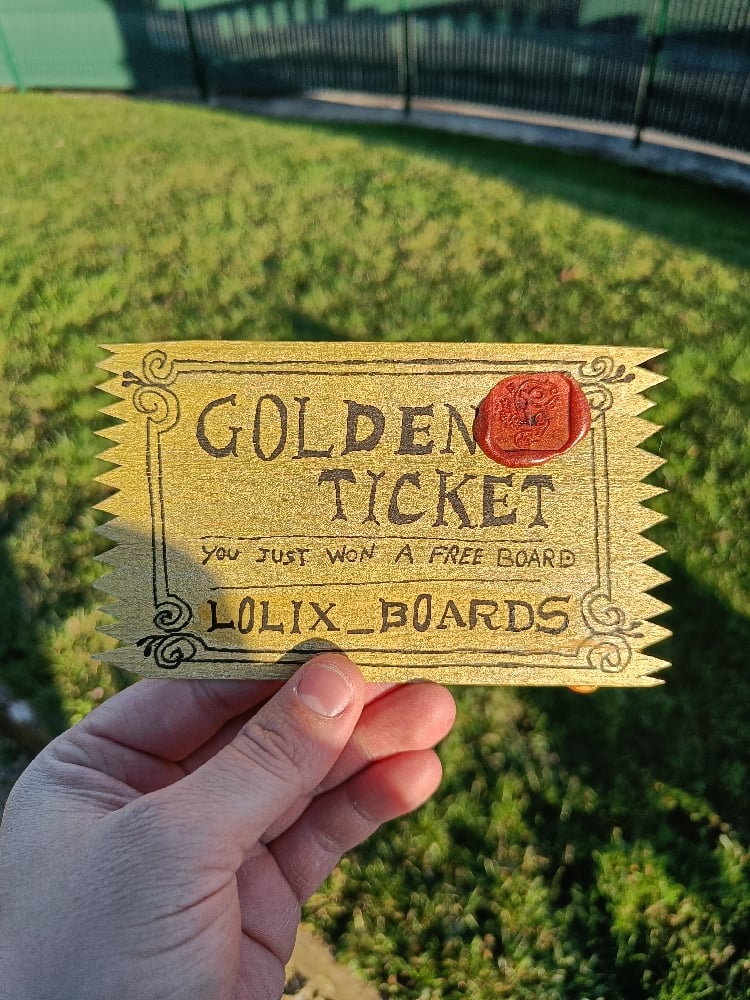 GOLDEN
TICKET
YOU JUST WON A FREE BOARD
LOLIX_BOARDS